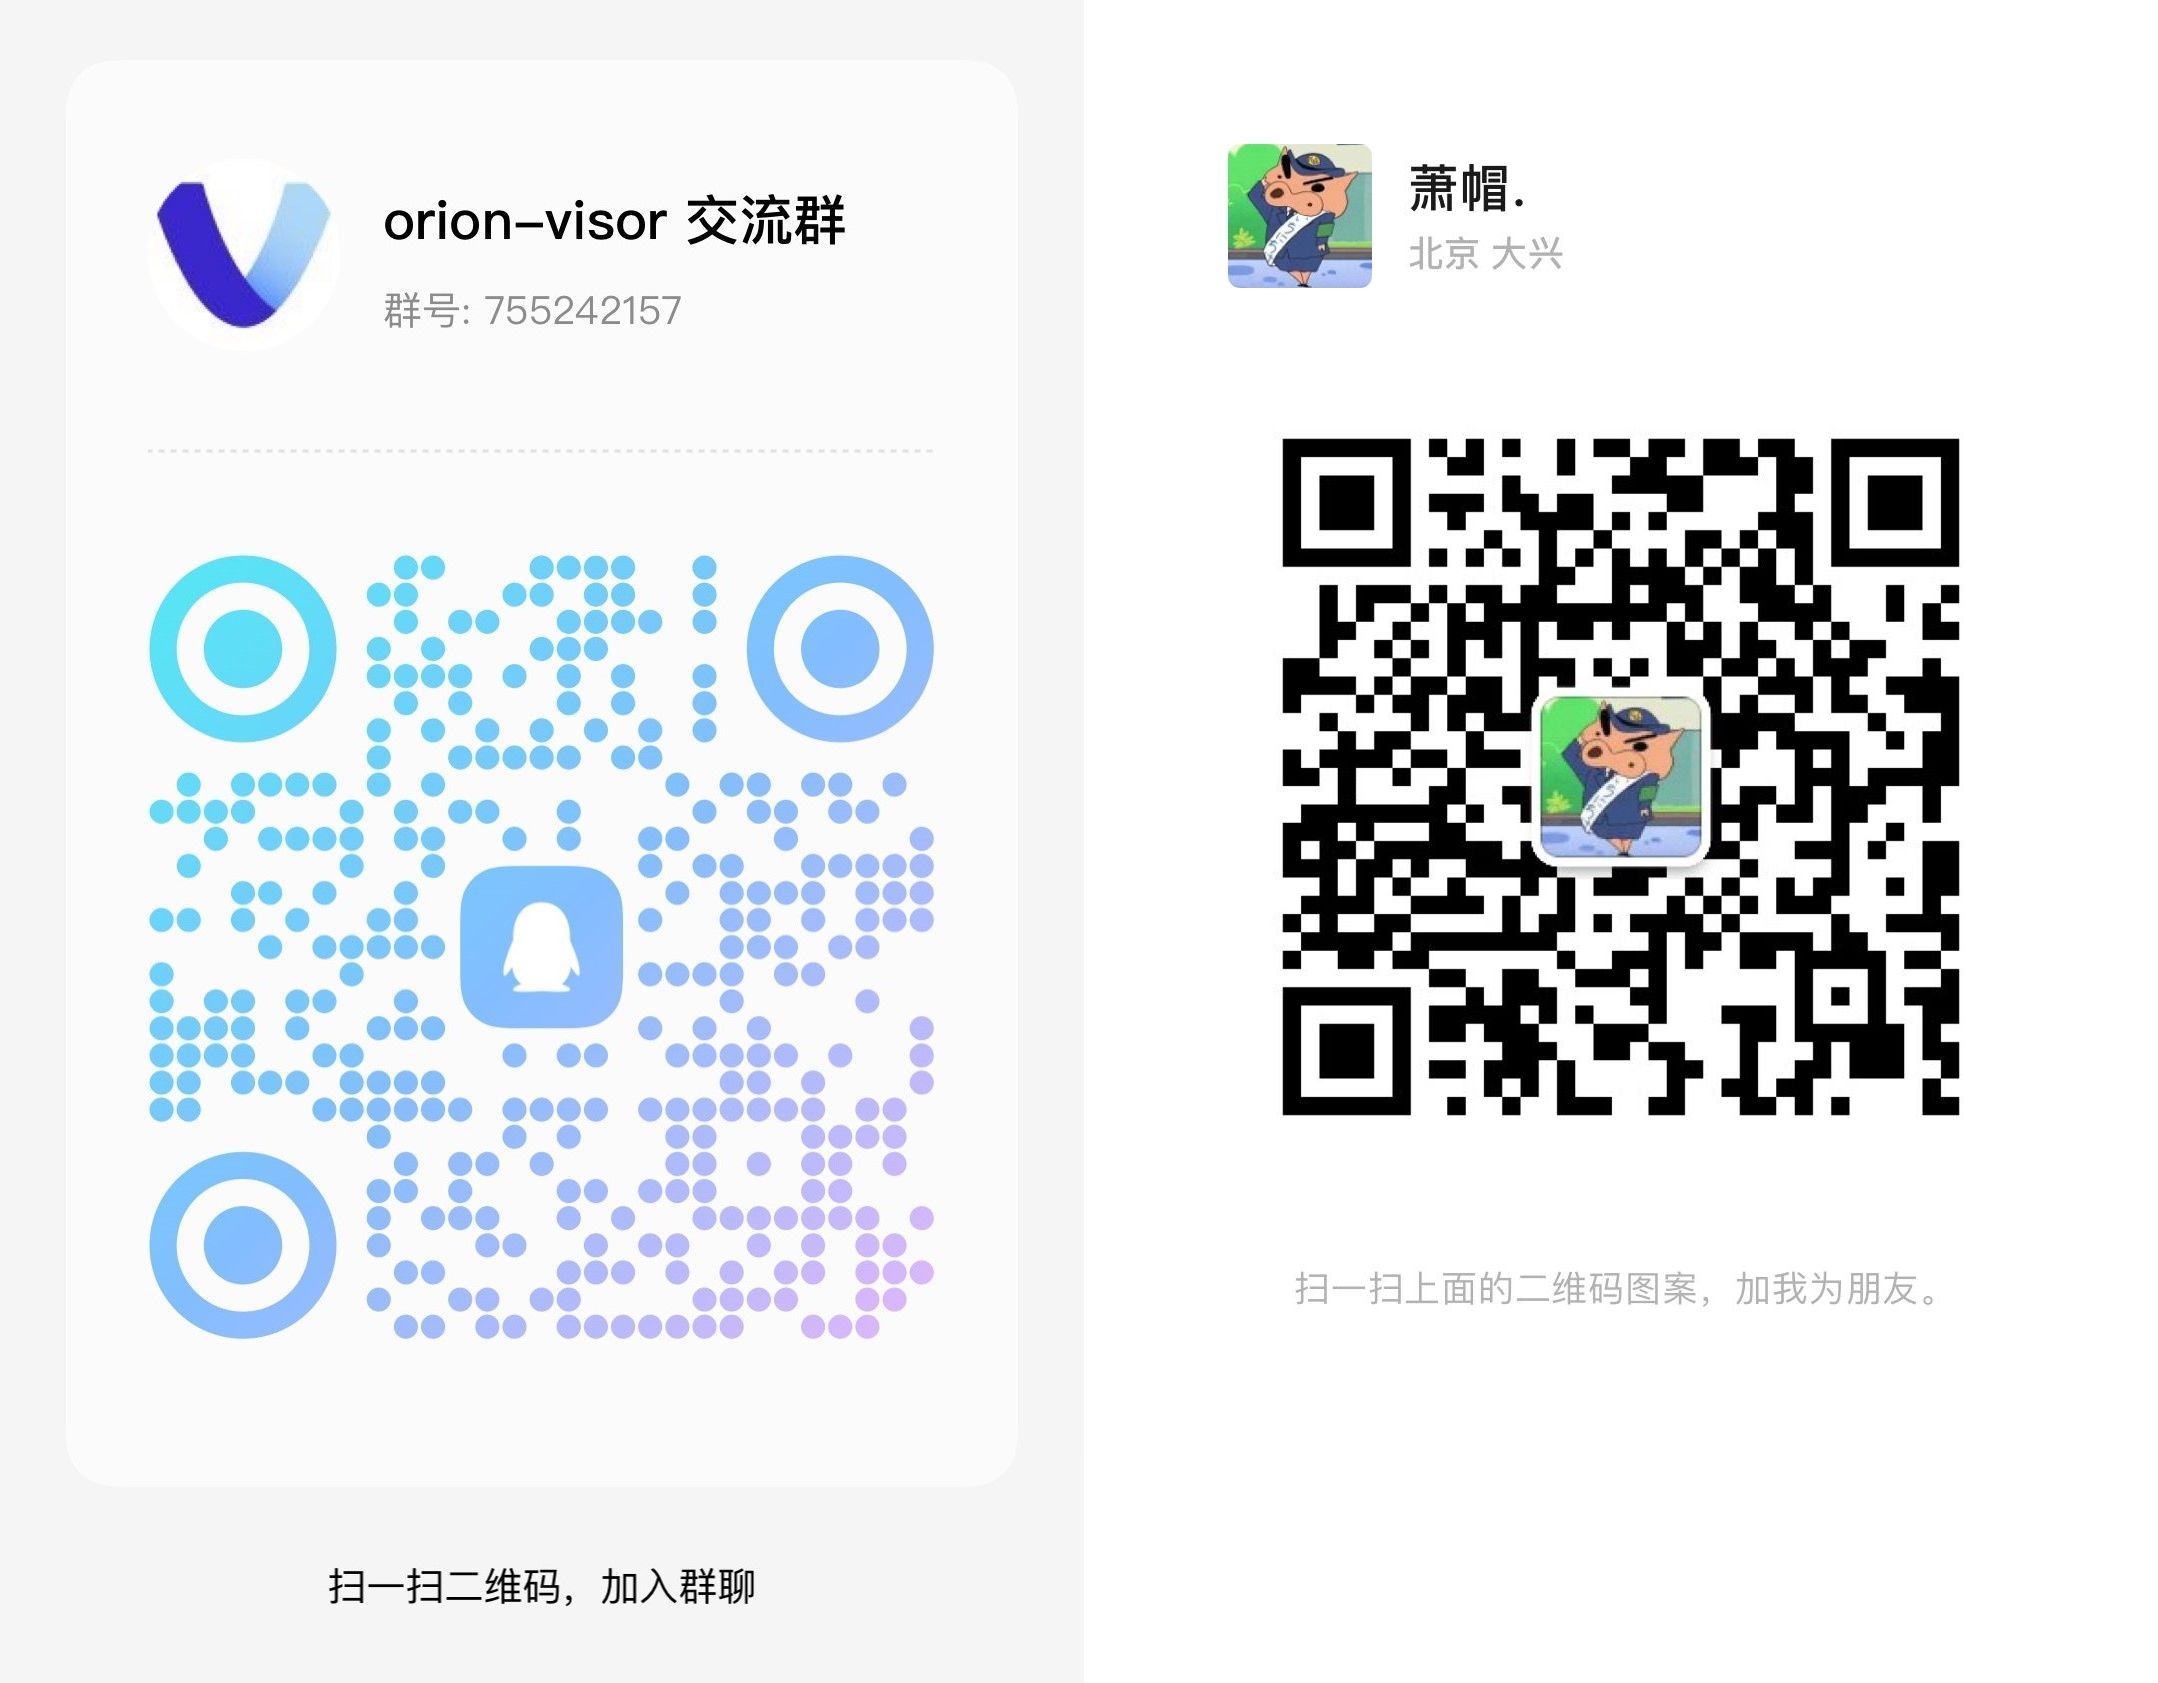 orion-visor 交流群
群号: 755242157
扫一扫二维码，加入群聊
萧帽.
北京 大兴
扫一扫上面的二维码图案，加我为朋友。